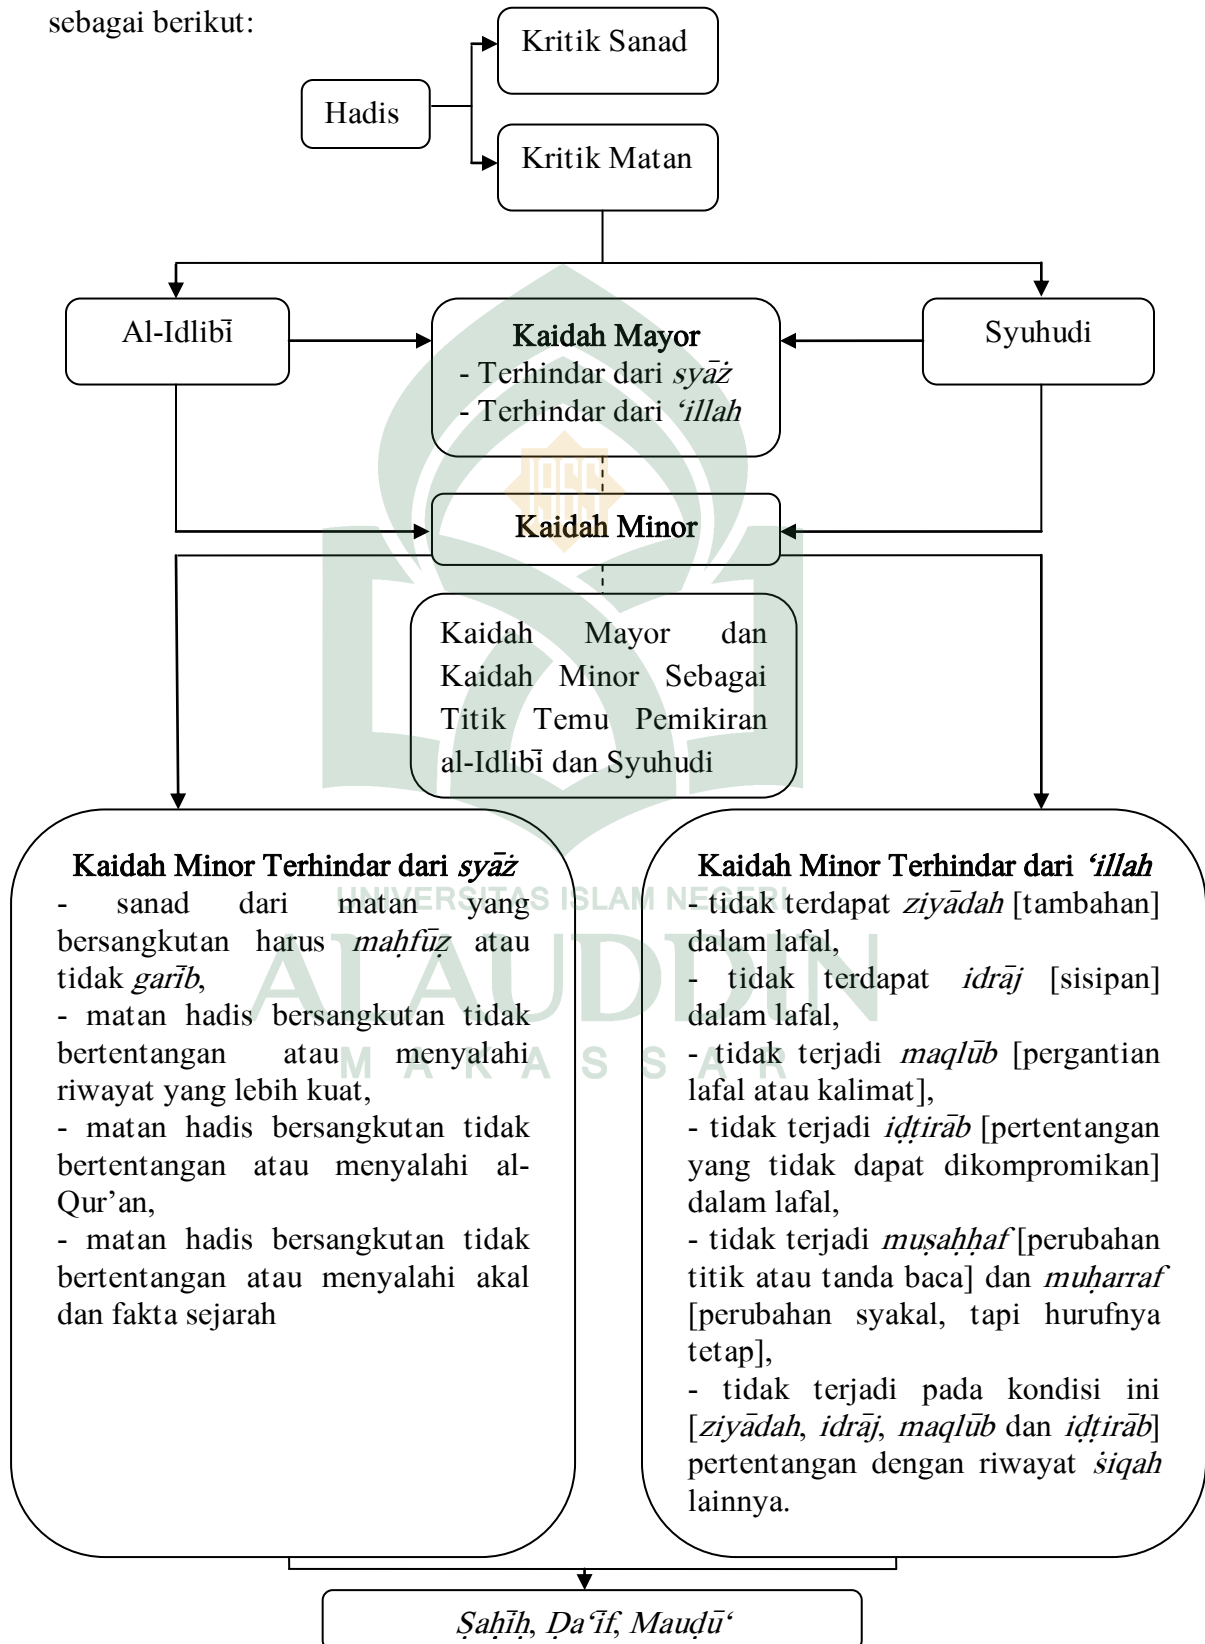 sebagai berikut:
Kritik Sanad
Hadis
Kritik Matan
Al-Idlibī
Kaidah Mayor
- Terhindar dari syāż
- Terhindar dari ‘illah
Syuhudi
1965
Kaidah Minor
Kaidah Mayor dan
Kaidah Minor Sebagai
Titik Temu Pemikiran
al-Idlibī dan Syuhudi
Kaidah Minor Terhindar dari syāż
- sanad dari matan yang
bersangkutan harus maḥfūẓ atau
tidak garīb,
- matan hadis bersangkutan tidak
bertentangan atau menyalahi
riwayat yang lebih kuat,
- matan hadis bersangkutan tidak
bertentangan atau menyalahi al-
Qur’an,
- matan hadis bersangkutan tidak
bertentangan atau menyalahi akal
dan fakta sejarah
Kaidah Minor Terhindar dari ‘illah
- tidak terdapat ziyādah [tambahan]
dalam lafal,
- tidak terdapat idrāj [sisipan]
dalam lafal,
- tidak terjadi maqlūb [pergantian
lafal atau kalimat],
- tidak terjadi iḍṭirāb [pertentangan
yang tidak dapat dikompromikan]
dalam lafal,
- tidak terjadi muṣaḥḥaf [perubahan
titik atau tanda baca] dan muḥarraf
[perubahan syakal, tapi hurufnya
tetap],
- tidak terjadi pada kondisi ini
[ziyādah, idrāj, maqlūb dan iḍṭirāb]
pertentangan dengan riwayat ṡiqah
lainnya.
UNIVERSITAS ISLAM NEGERI
ALAUDDIN
MAKASSAR
Ṣaḥīḥ, Ḍa‘īf, Mauḍū‘